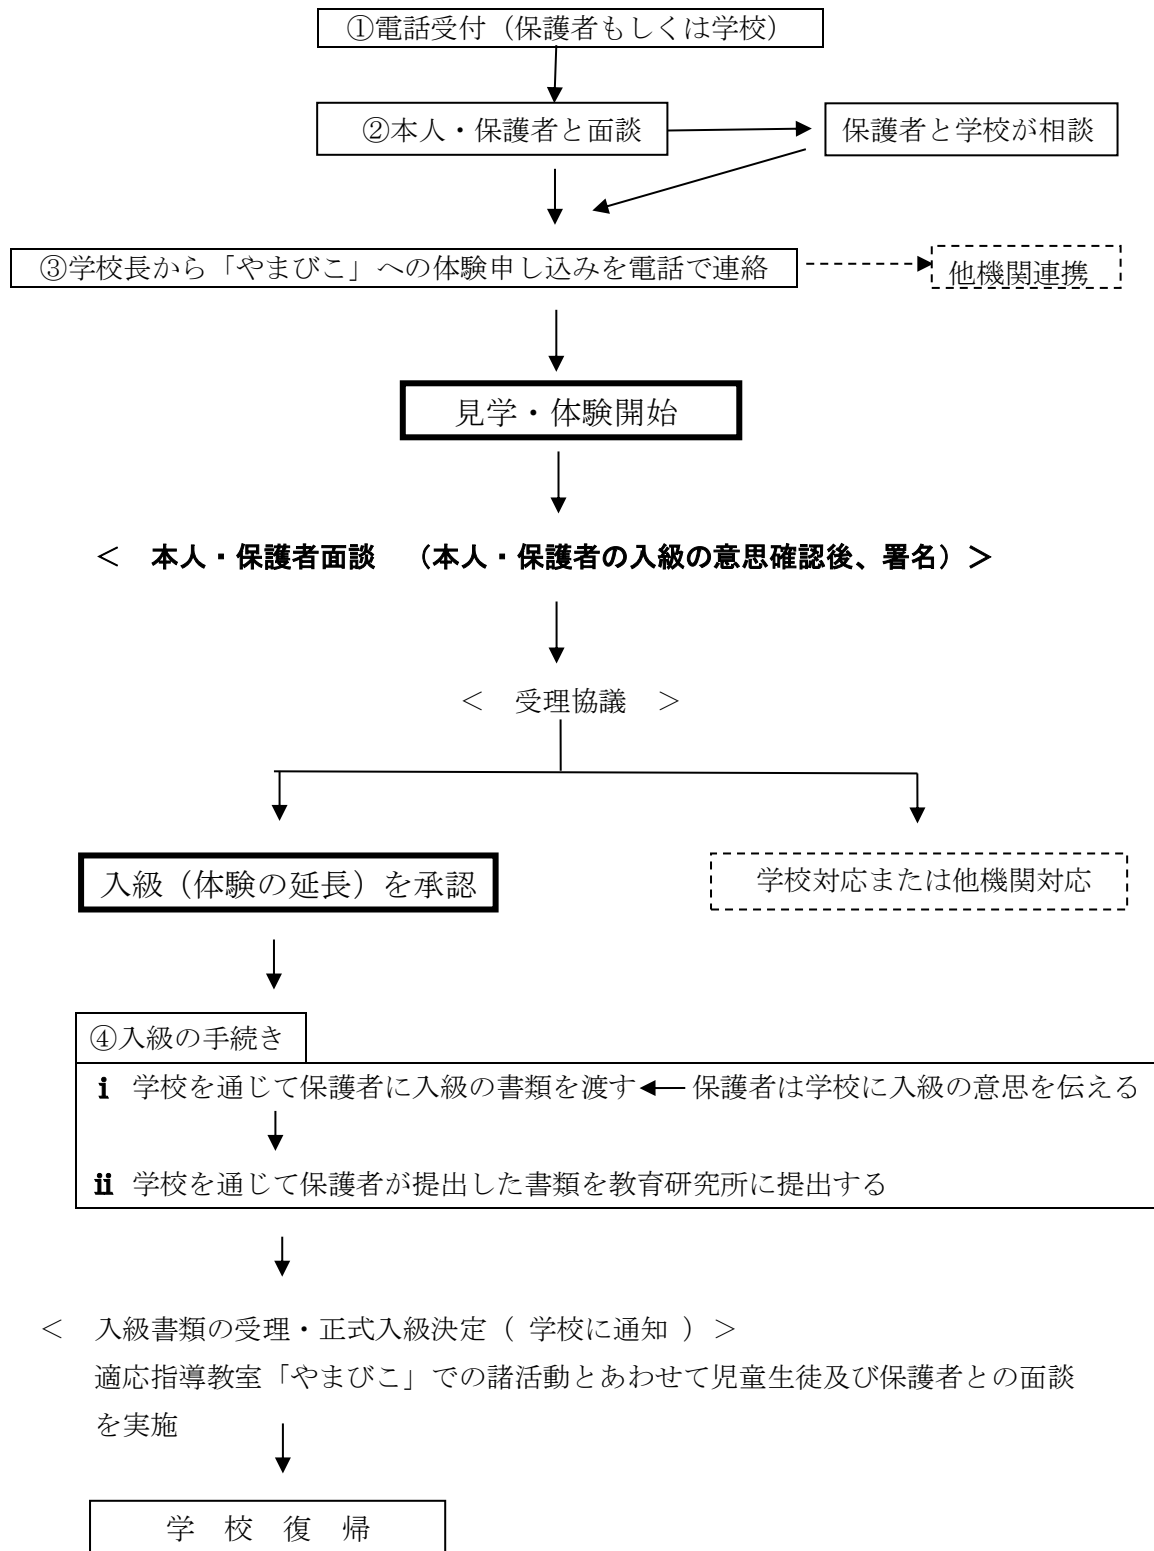 ①電話受付（保護者もしくは学校）
②本人・保護者と面談
保護者と学校が相談
③学校長から「やまびこ」への体験申し込みを電話で連絡
他機関連携
見学・体験開始
＜　本人・保護者面談　（本人・保護者の入級の意思確認後、署名）＞
＜　受理協議　＞
入級（体験の延長）を承認
学校対応または他機関対応
④入級の手続き
ⅰ 学校を通じて保護者に入級の書類を渡す
保護者は学校に入級の意思を伝える
ⅱ 学校を通じて保護者が提出した書類を教育研究所に提出する
＜　入級書類の受理・正式入級決定（ 学校に通知 ）＞
適応指導教室「やまびこ」での諸活動とあわせて児童生徒及び保護者との面談
を実施
学　校　復　帰